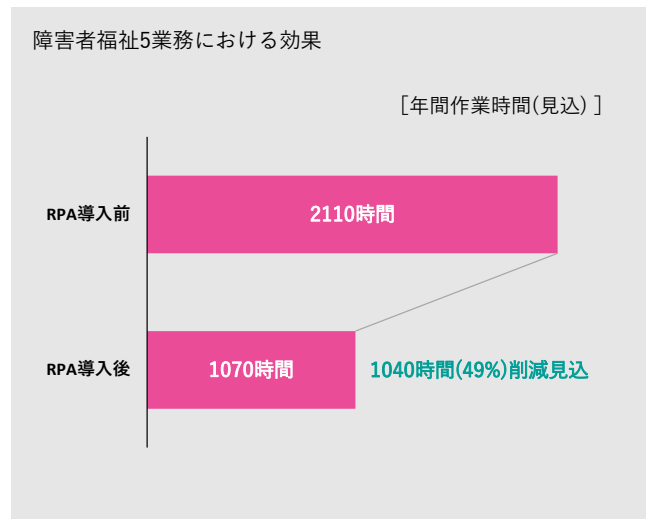 障害者福祉5業務における効果
［年間作業時間(見込)］
RPA導入前
2110時間
RPA導入後
1070時間
1040時間(49%)削減見込